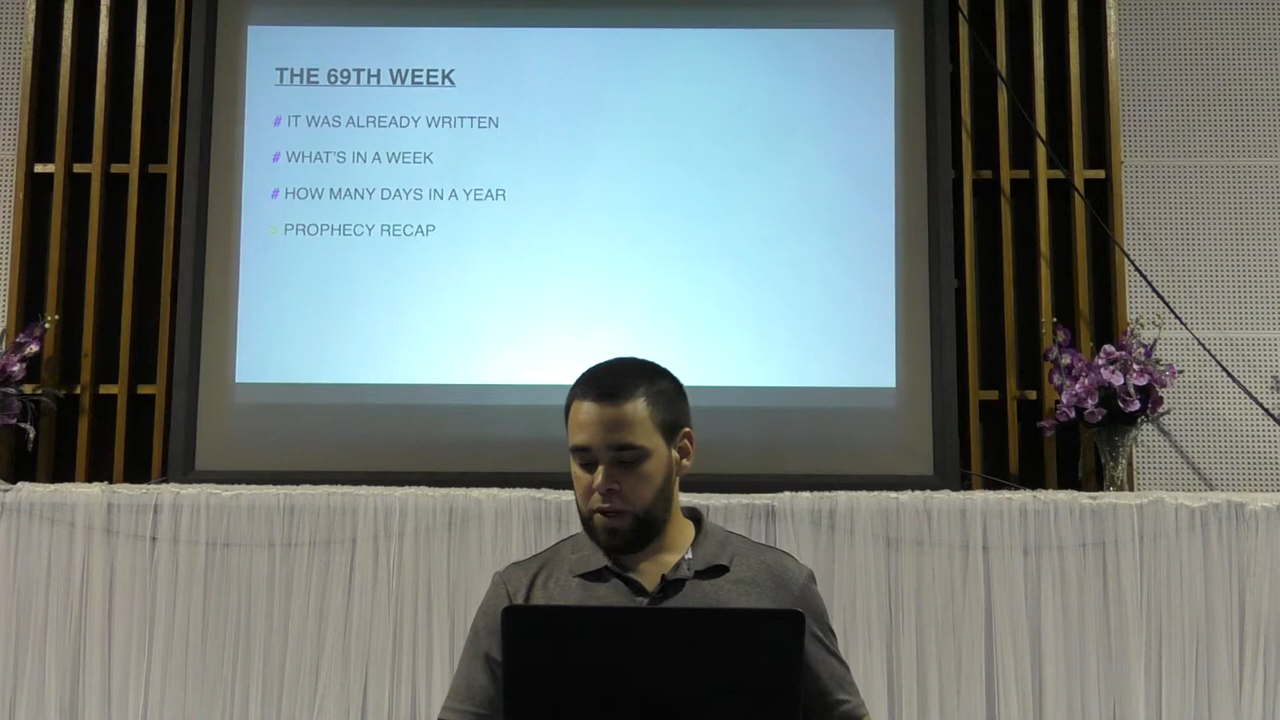 THE 69TH WEEK
# IT WAS ALREADY WRITTEN
# WHAT'S IN A WEEK
# HOW MANY DAYS IN A YEAR
> PROPHECY RECAP